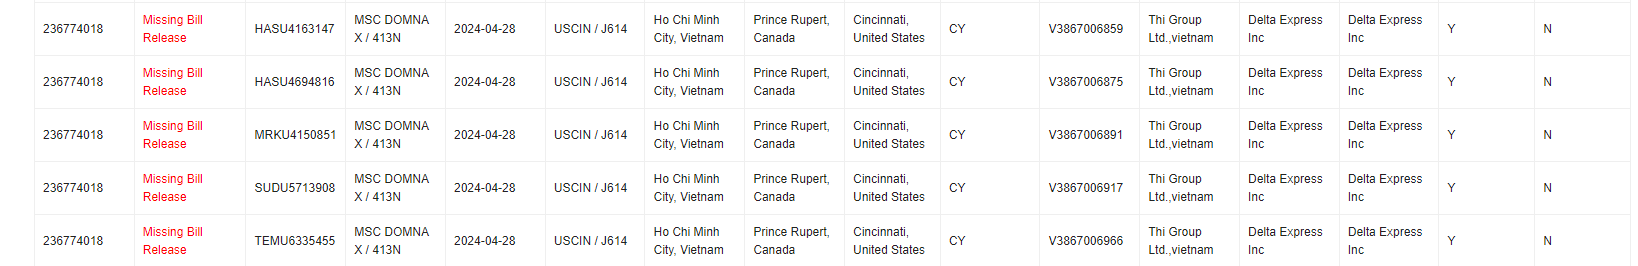 236774018 Missing Bill Release HASU4163147 MSC DOMNA X / 413N 2024-04-28 USCIN / J614 Ho Chi Minh City, Vietnam Prince Rupert, Canada Cincinnati, United States CY V3867006859 Thi Group Ltd.,vietnam Delta Express Inc Delta Express Inc Y N
236774018 Missing Bill Release HASU4694816 MSC DOMNA X / 413N 2024-04-28 USCIN / J614 Ho Chi Minh City, Vietnam Prince Rupert, Canada Cincinnati, United States CY V3867006875 Thi Group Ltd.,vietnam Delta Express Inc Delta Express Inc Y N
236774018 Missing Bill Release MRKU4150851 MSC DOMNA X / 413N 2024-04-28 USCIN / J614 Ho Chi Minh City, Vietnam Prince Rupert, Canada Cincinnati, United States CY V3867006891 Thi Group Ltd.,vietnam Delta Express Inc Delta Express Inc Y N
236774018 Missing Bill Release SUDU5713908 MSC DOMNA X / 413N 2024-04-28 USCIN / J614 Ho Chi Minh City, Vietnam Prince Rupert, Canada Cincinnati, United States CY V3867006917 Thi Group Ltd.,vietnam Delta Express Inc Delta Express Inc Y N
236774018 Missing Bill Release TEMU6335455 MSC DOMNA X / 413N 2024-04-28 USCIN / J614 Ho Chi Minh City, Vietnam Prince Rupert, Canada Cincinnati, United States CY V3867006966 Thi Group Ltd.,vietnam Delta Express Inc Delta Express Inc Y N